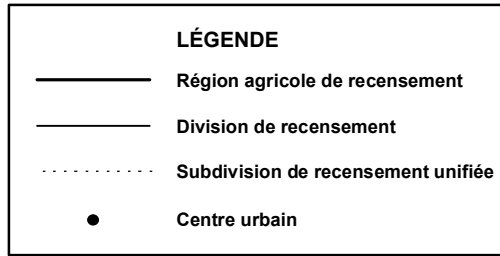 LÉGENDE
Région agricole de recensement
Division de recensement
Subdivision de recensement unifiée
Centre urbain